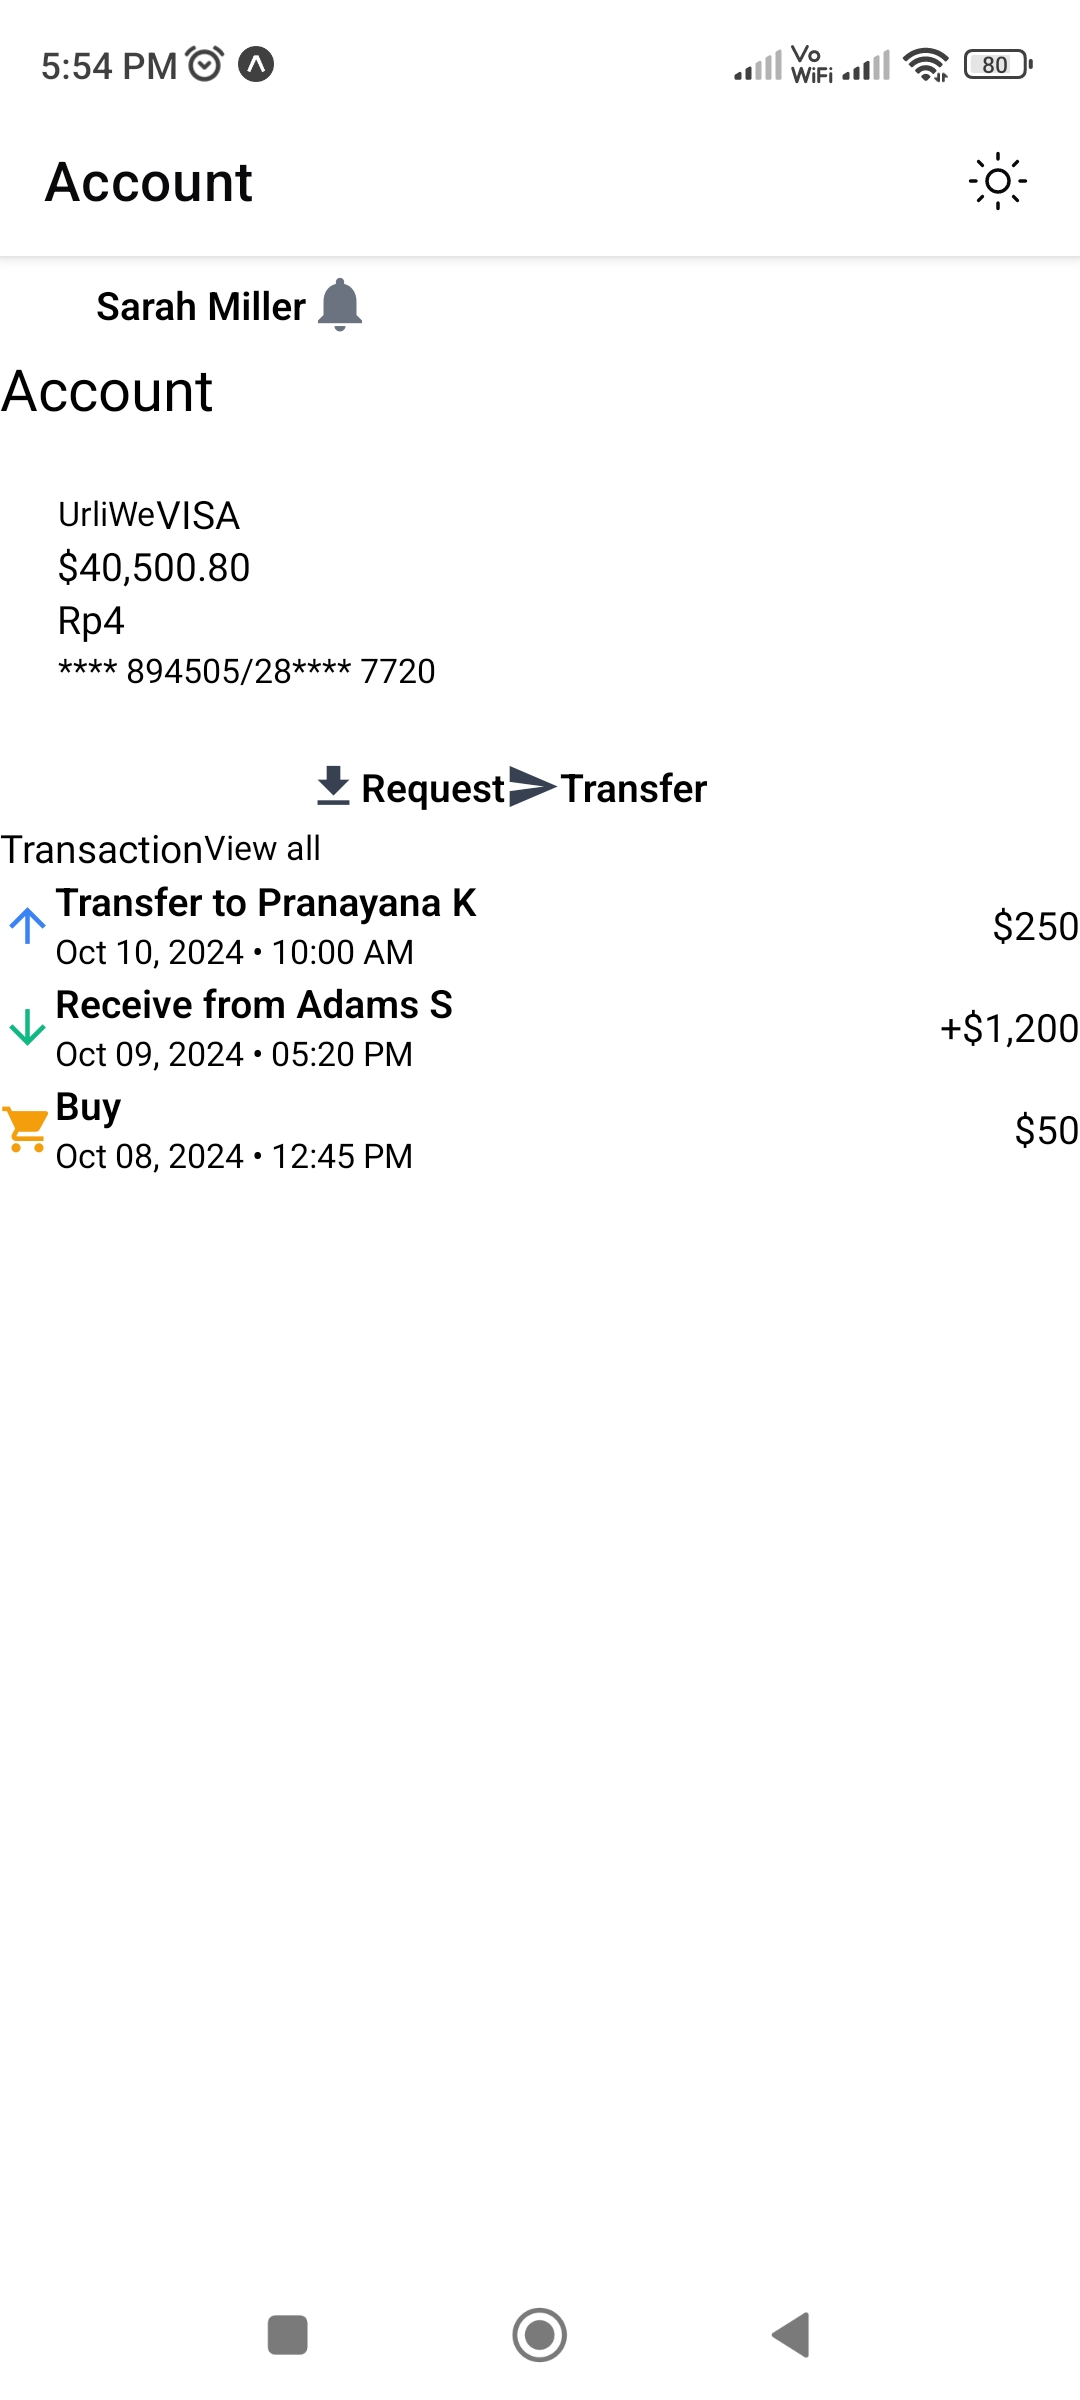 5:54 PM
Vo WiFi
80
Account
Sarah Miller
Account
UrliWeVISA
$40,500.80
Rp4
**** 894505/28**** 7720
Request Transfer
TransactionView all
Transfer to Pranayana K
$250
Oct 10, 2024 • 10:00 AM
Receive from Adams S
+$1,200
Oct 09, 2024 • 05:20 PM
Buy
$50
Oct 08, 2024 • 12:45 PM